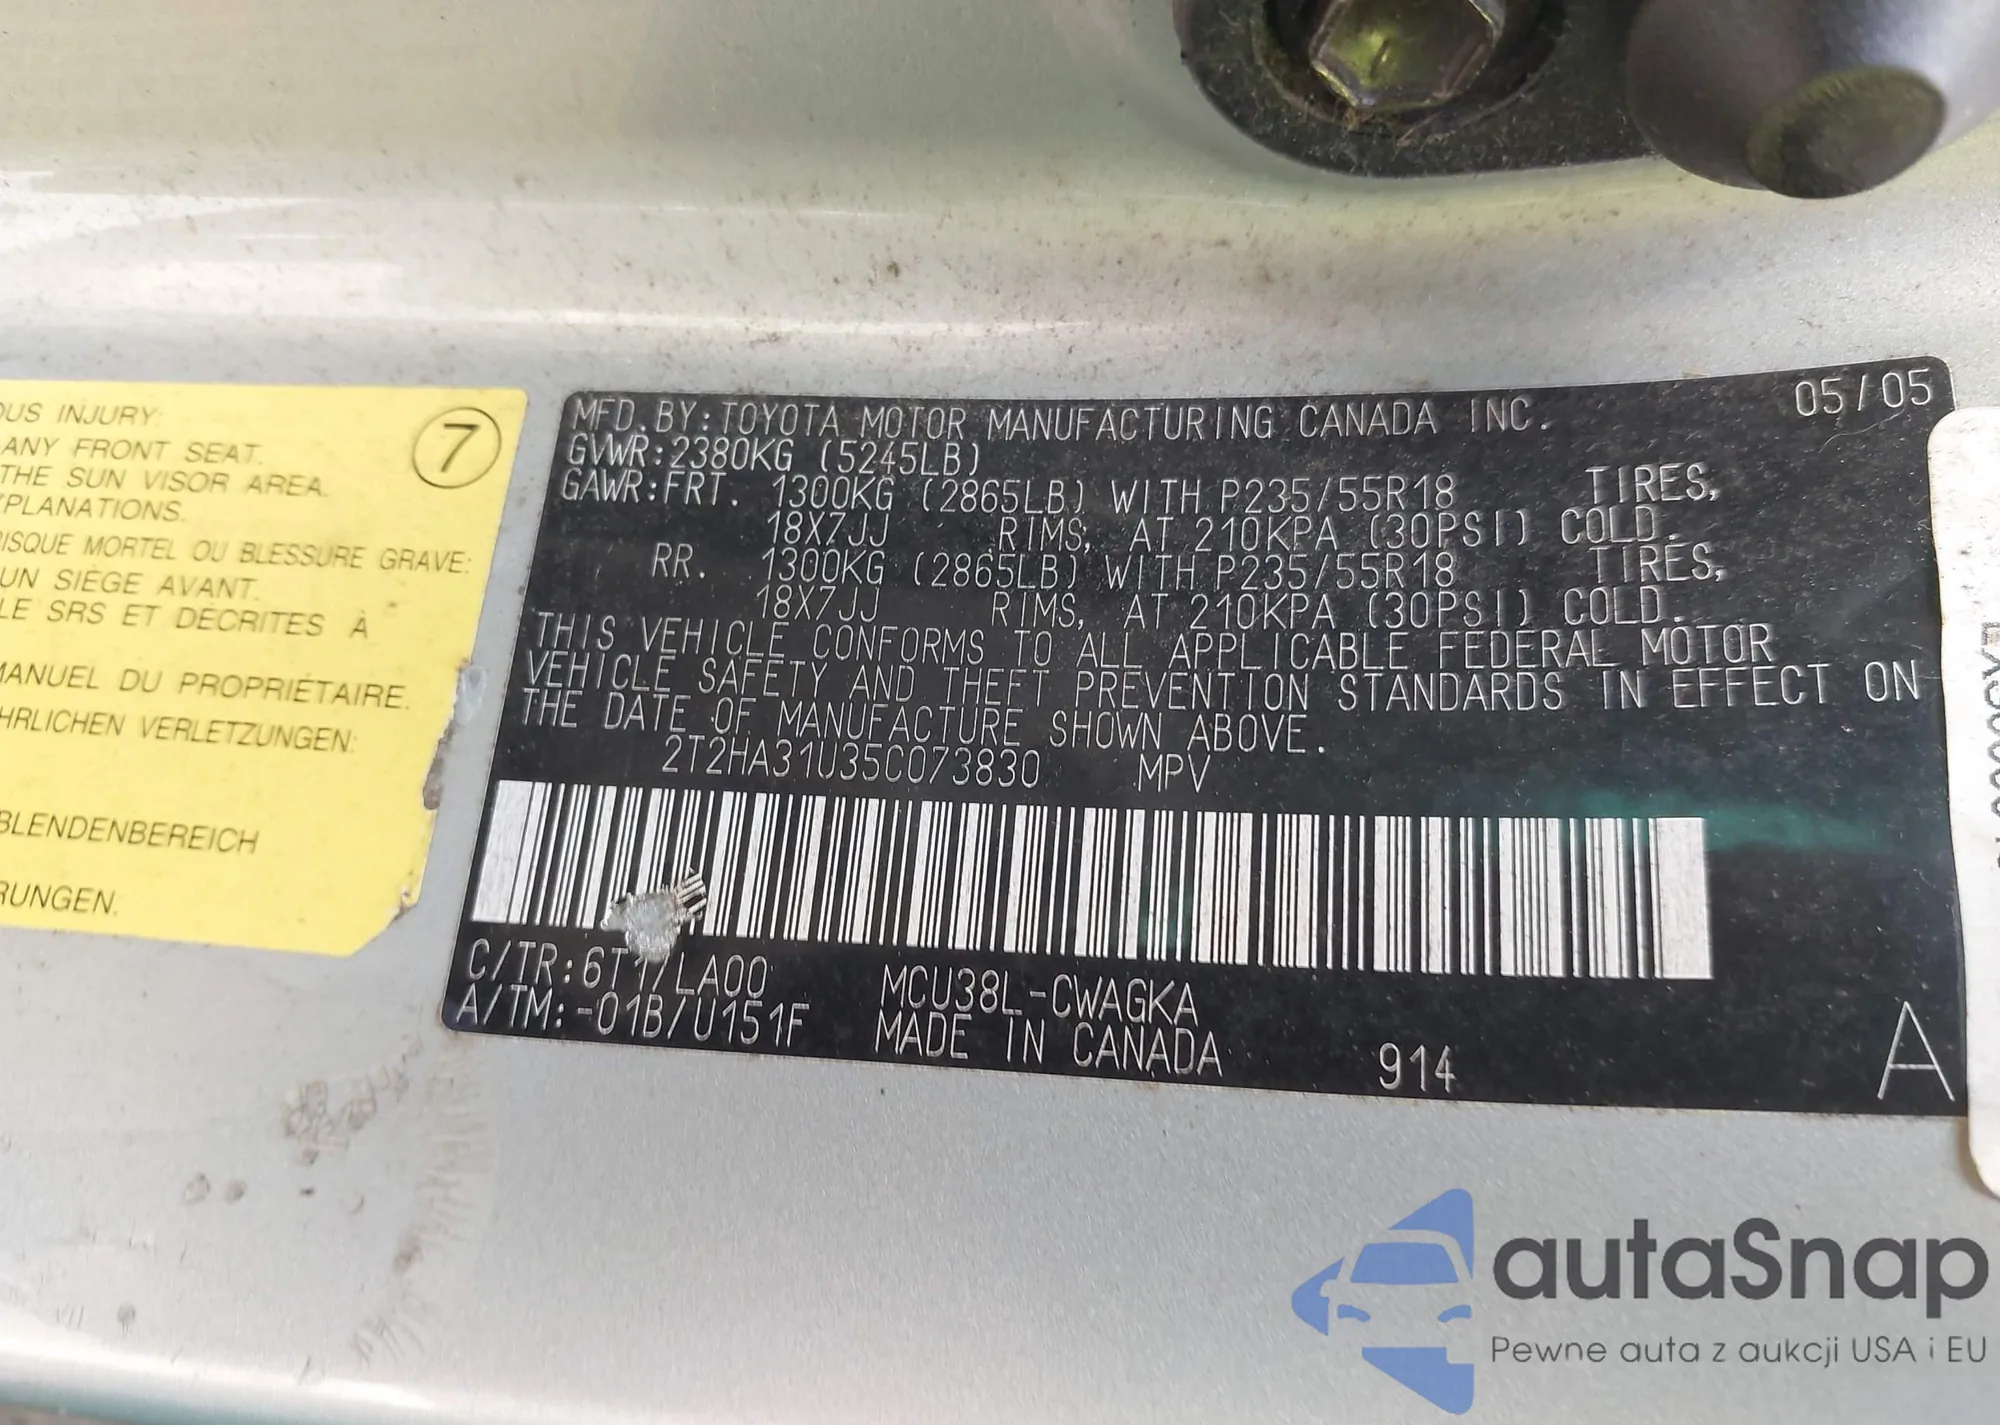 OUS INJURY:
ANY FRONT SEAT.
THE SUN VISOR AREA.
XPLANATIONS.
RISQUE MORTEL OU BLESSURE GRAVE:
UN SIÈGE AVANT.
LE SRS ET DÉCRITES À
MANUEL DU PROPRIÉTAIRE.
ÄHRLICHEN VERLETZUNGEN:
BLENDENBEREICH
RUNGEN.
7
MFD. BY: TOYOTA MOTOR MANUFACTURING CANADA INC. 05/05
GVWR: 2380KG (5245LB)
GAWR: FRT. 1300KG (2865LB) WITH P235/55R18 TIRES,
18X7JJ RIMS, AT 210KPA (30PSI) COLD.
RR. 1300KG (2865LB) WITH P235/55R18 TIRES,
18X7JJ RIMS, AT 210KPA (30PSI) COLD.
THIS VEHICLE CONFORMS TO ALL APPLICABLE FEDERAL MOTOR
VEHICLE SAFETY AND THEFT PREVENTION STANDARDS IN EFFECT ON
THE DATE OF MANUFACTURE SHOWN ABOVE.
2T2HA31U35C073830 MPV
C/TR: 6T1/LA00 MCU38L-CWAGKA
A/TM: -01B/U151F MADE IN CANADA 914 A
autaSnap
Pewne auta z aukcji USA i EU